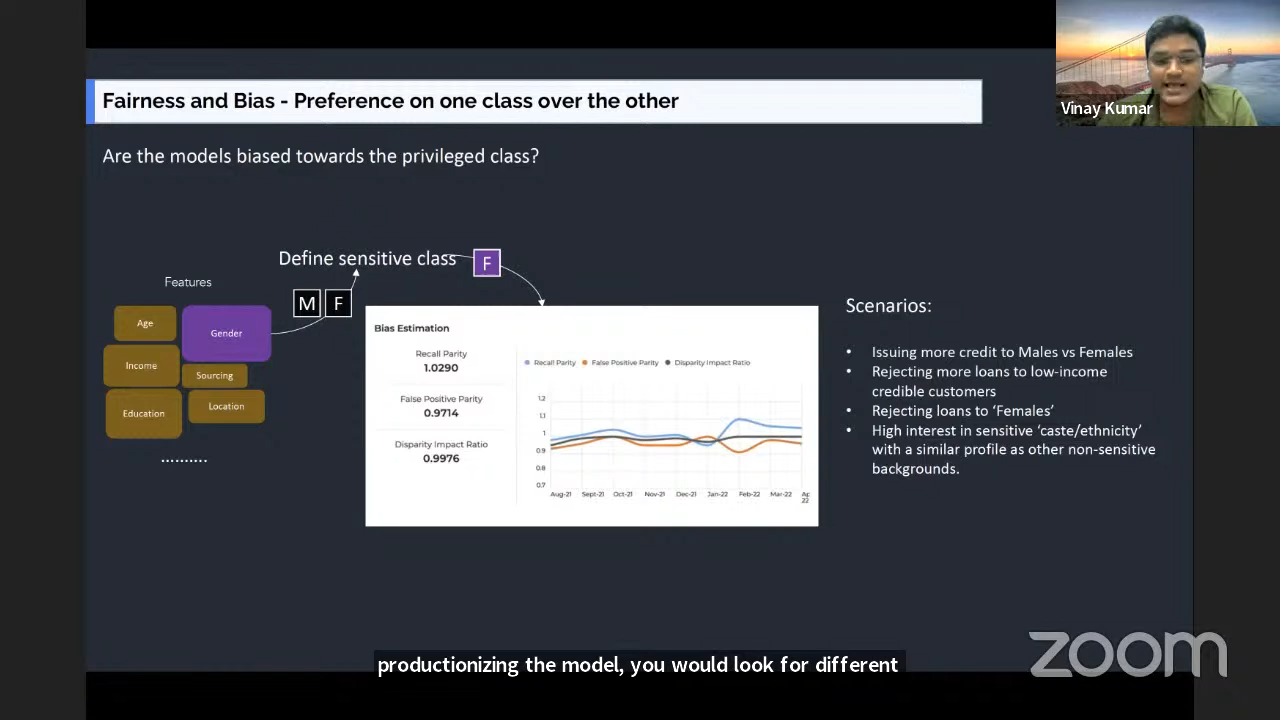 Vinay Kumar
Fairness and Bias - Preference on one class over the other
Are the models biased towards the privileged class?
Define sensitive class
F
Features
M
F
Age
Gender
Income
Sourcing
Education
Location
..........
Bias Estimation
Recall Parity
1.0290
False Positive Parity
0.9714
Disparity Impact Ratio
0.9976
Recall Parity
False Positive Parity
Disparity Impact Ratio
1.2
1.1
1
0.9
0.8
0.7
Aug-21
Sept-21
Oct-21
Nov-21
Dec-21
Jan-22
Feb-22
Mar-22
Ap
22
Scenarios:
• Issuing more credit to Males vs Females
• Rejecting more loans to low-income
credible customers
• Rejecting loans to ‘Females’
• High interest in sensitive ‘caste/ethnicity’
with a similar profile as other non-sensitive
backgrounds.
productionizing the model, you would look for different
zoom